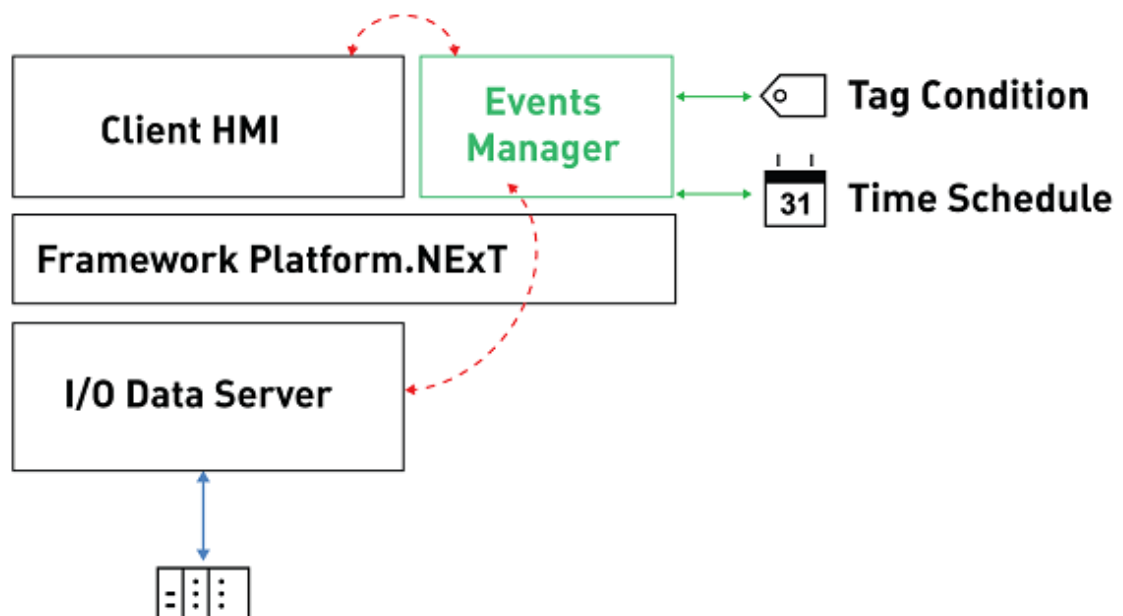 Client HMI
Events
Manager
Tag Condition
31
Time Schedule
Framework Platform.NExT
I/O Data Server